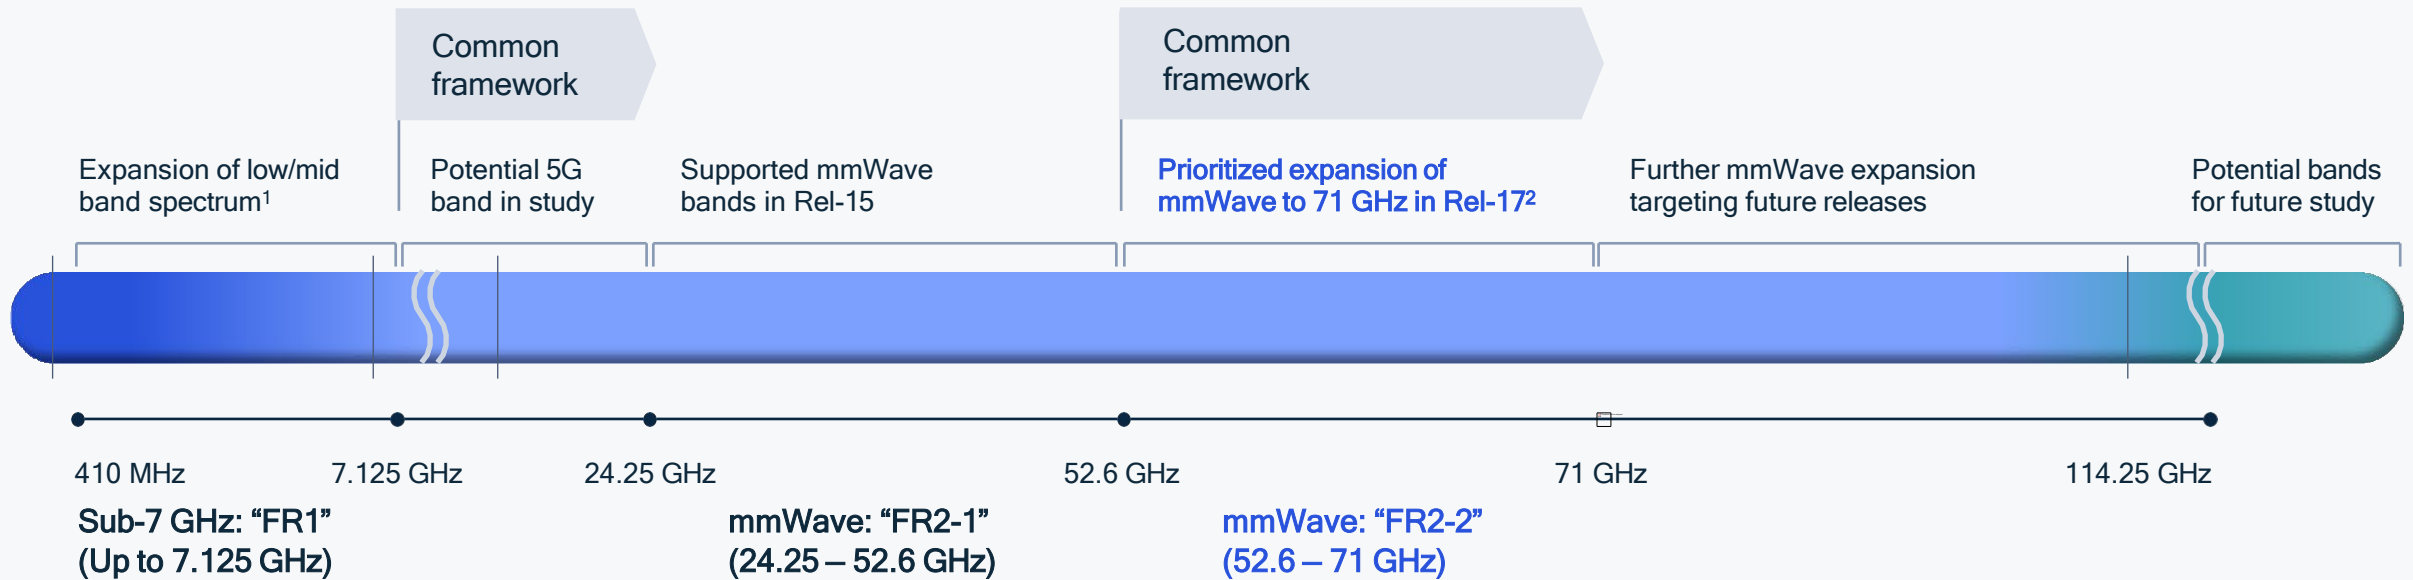 Common
framework
Common
framework
Expansion of low/mid
band spectrum¹
Potential 5G
band in study
Supported mmWave
bands in Rel-15
Prioritized expansion of
mmWave to 71 GHz in Rel-17²
Further mmWave expansion
targeting future releases
Potential bands
for future study
410 MHz
7.125 GHz
24.25 GHz
52.6 GHz
71 GHz
114.25 GHz
Sub-7 GHz: “FR1”
(Up to 7.125 GHz)
mmWave: “FR2-1”
(24.25 – 52.6 GHz)
mmWave: “FR2-2”
(52.6 – 71 GHz)